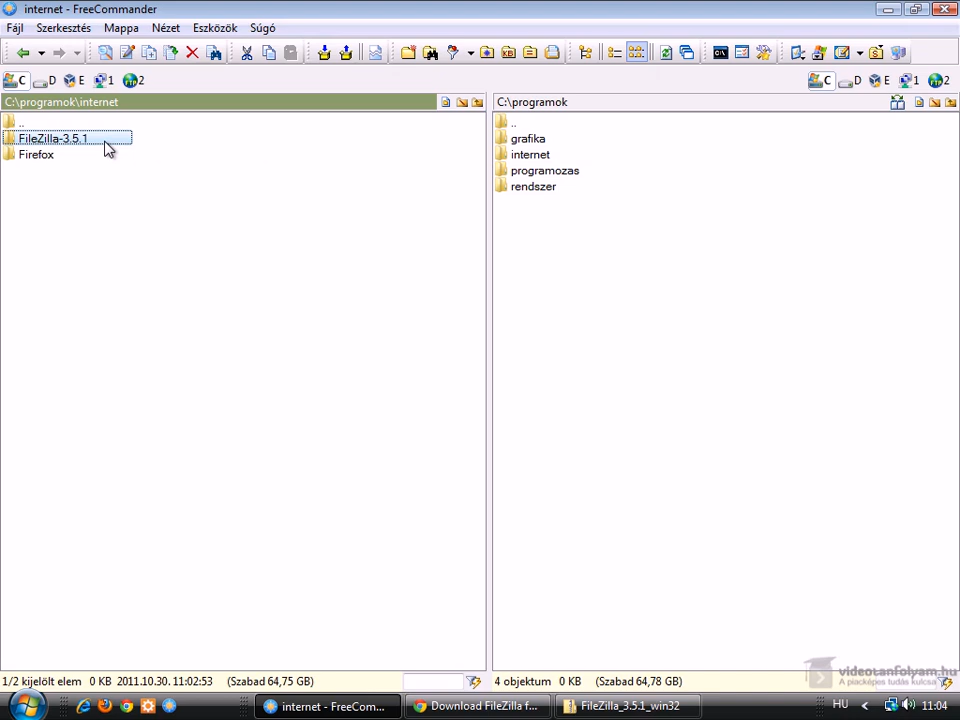 internet - FreeCommander
Fájl Szerkesztés Mappa Nézet Eszközök Súgó
C D E 1 2
C D E 1 2
C:\programok\internet
C:\programok
..
FileZilla-3.5.1
Firefox
..
grafika
internet
programozas
rendszer
1/2 kijelölt elem 0 KB 2011.10.30. 11:02:53 (Szabad 64,75 GB)
4 objektum 0 KB (Szabad 64,78 GB)
videotanfolyam.hu
A piacképes tudás kulcsa
internet - FreeCom...
Download FileZilla f...
FileZilla_3.5.1_win32
HU
11:04